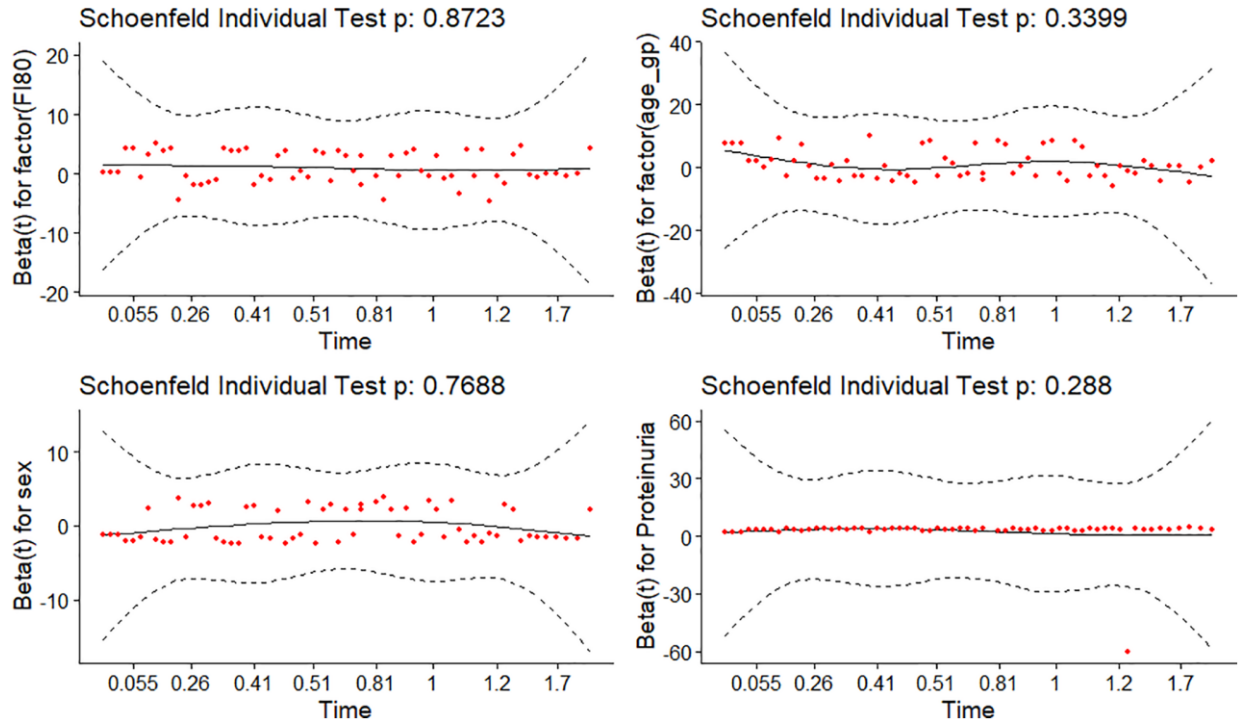 Schoenfeld Individual Test p: 0.8723
Beta(t) for factor(FI80)
20
10
0
-10
-20
0.055 0.26 0.41 0.51 0.81 1 1.2 1.7
Time
Schoenfeld Individual Test p: 0.3399
Beta(t) for factor(age_gp)
40
20
0
-20
-40
0.055 0.26 0.41 0.51 0.81 1 1.2 1.7
Time
Schoenfeld Individual Test p: 0.7688
Beta(t) for sex
10
0
-10
0.055 0.26 0.41 0.51 0.81 1 1.2 1.7
Time
Schoenfeld Individual Test p: 0.288
Beta(t) for Proteinuria
60
30
0
-30
-60
0.055 0.26 0.41 0.51 0.81 1 1.2 1.7
Time